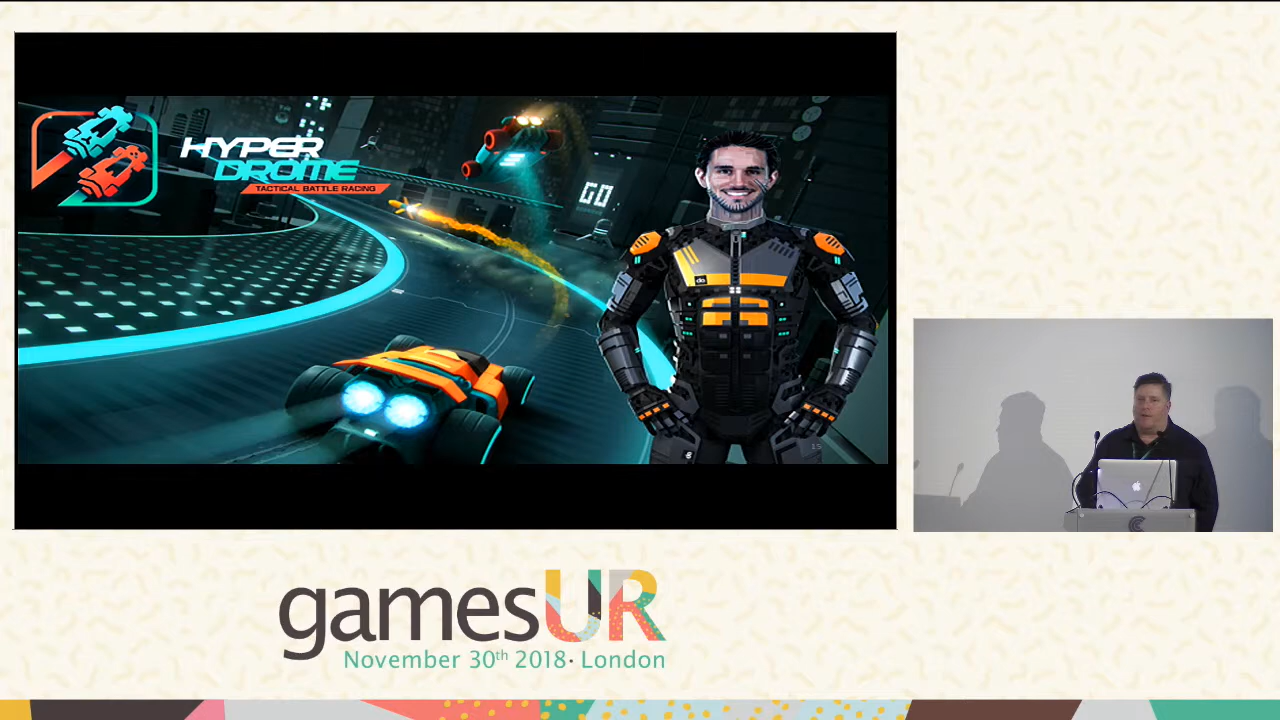 HYPER
DROME
TACTICAL BATTLE RACING
GO
gamesUR
November 30th 2018 · London